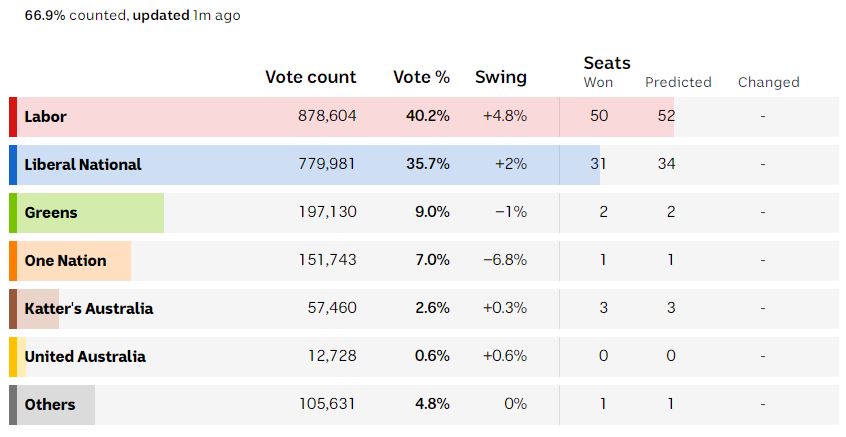 66.9% counted, updated 1m ago
Seats
Vote count Vote % Swing Won Predicted Changed
Labor 878,604 40.2% +4.8% 50 52 -
Liberal National 779,981 35.7% +2% 31 34 -
Greens 197,130 9.0% −1% 2 2 -
One Nation 151,743 7.0% −6.8% 1 1 -
Katter's Australia 57,460 2.6% +0.3% 3 3 -
United Australia 12,728 0.6% +0.6% 0 0 -
Others 105,631 4.8% 0% 1 1 -